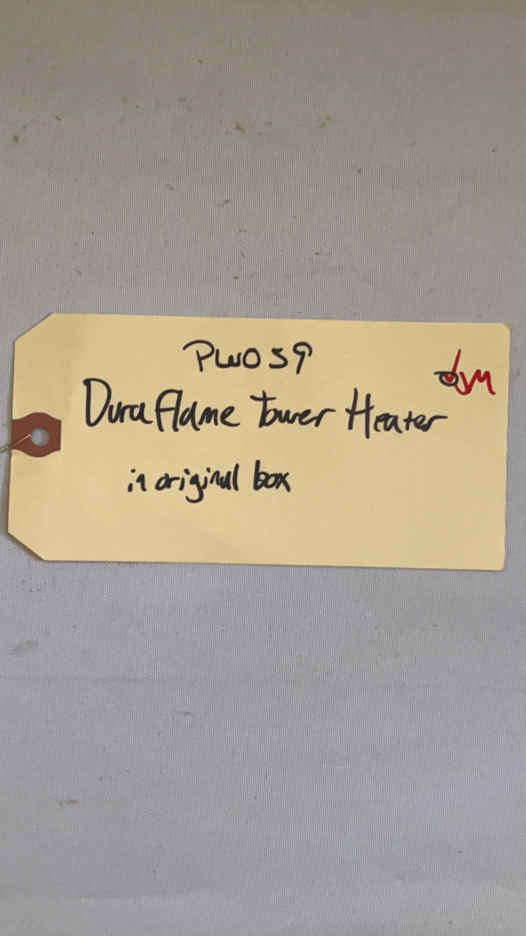 PW059
Duraflame Tower Heater
in original box